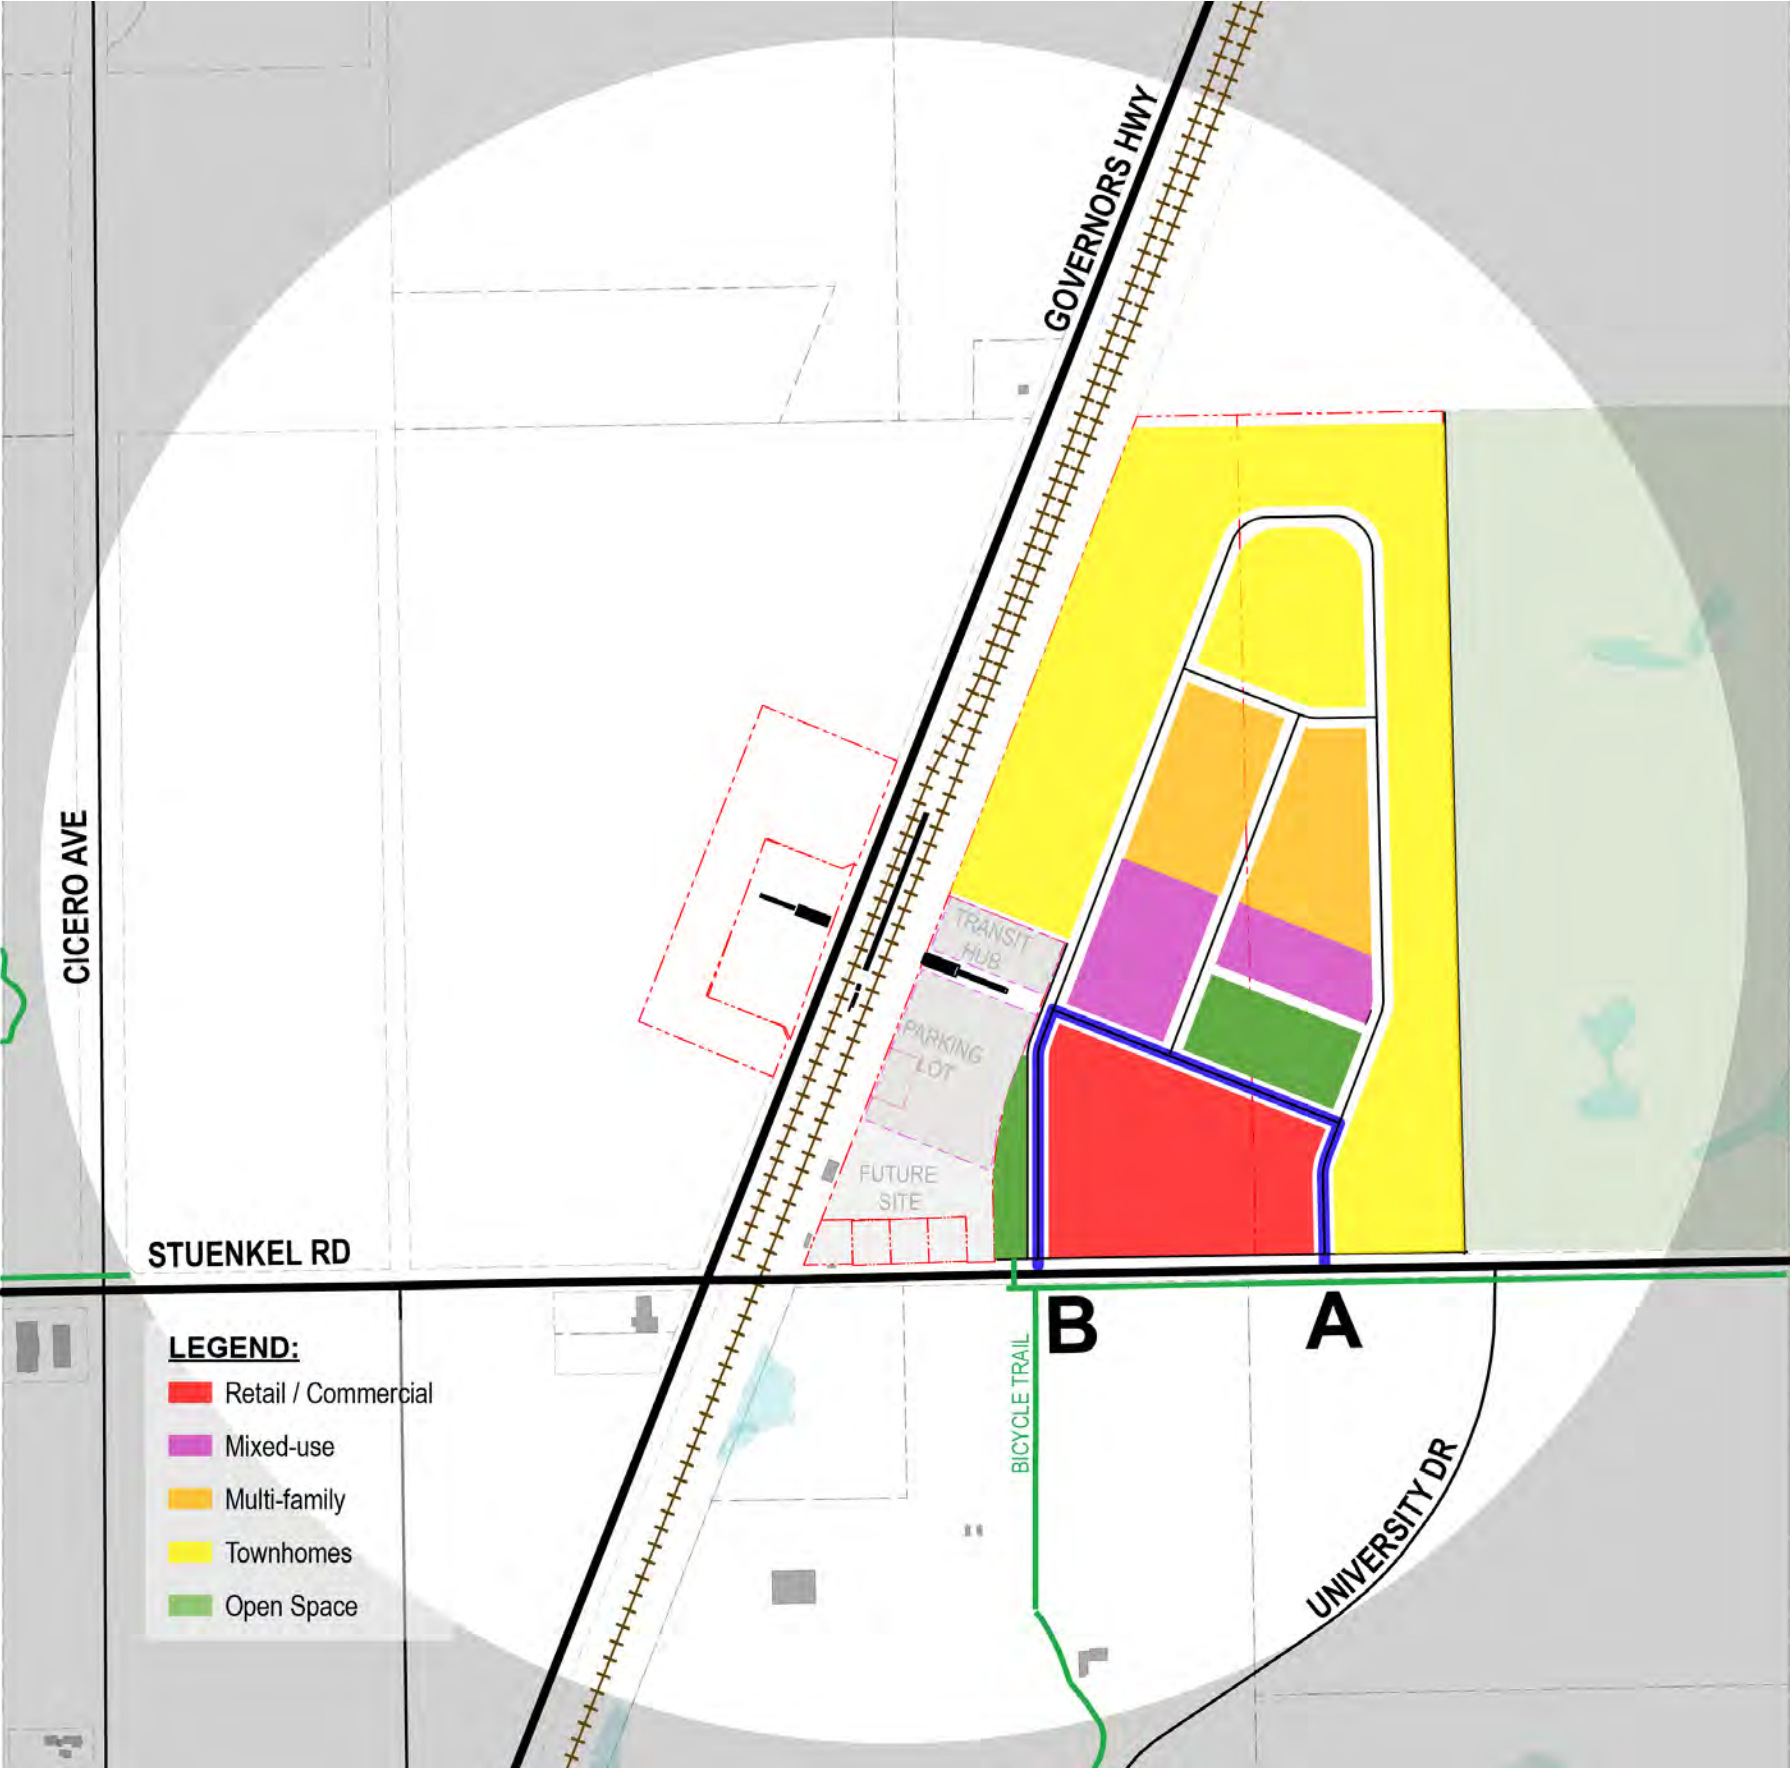 GOVERNORS HWY
CICERO AVE
TRANSIT
HUB
PARKING
LOT
FUTURE
SITE
STUENKEL RD
B
A
BICYCLE TRAIL
UNIVERSITY DR
LEGEND:
Retail / Commercial
Mixed-use
Multi-family
Townhomes
Open Space